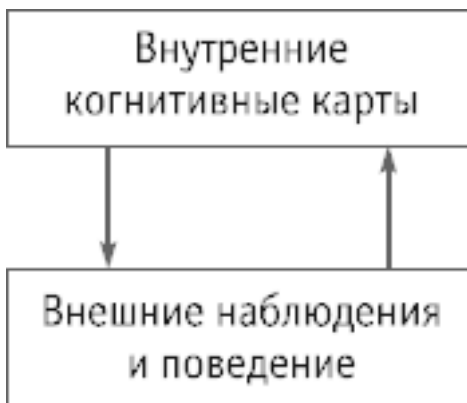 Внутренние
когнитивные карты
Внешние наблюдения
и поведение